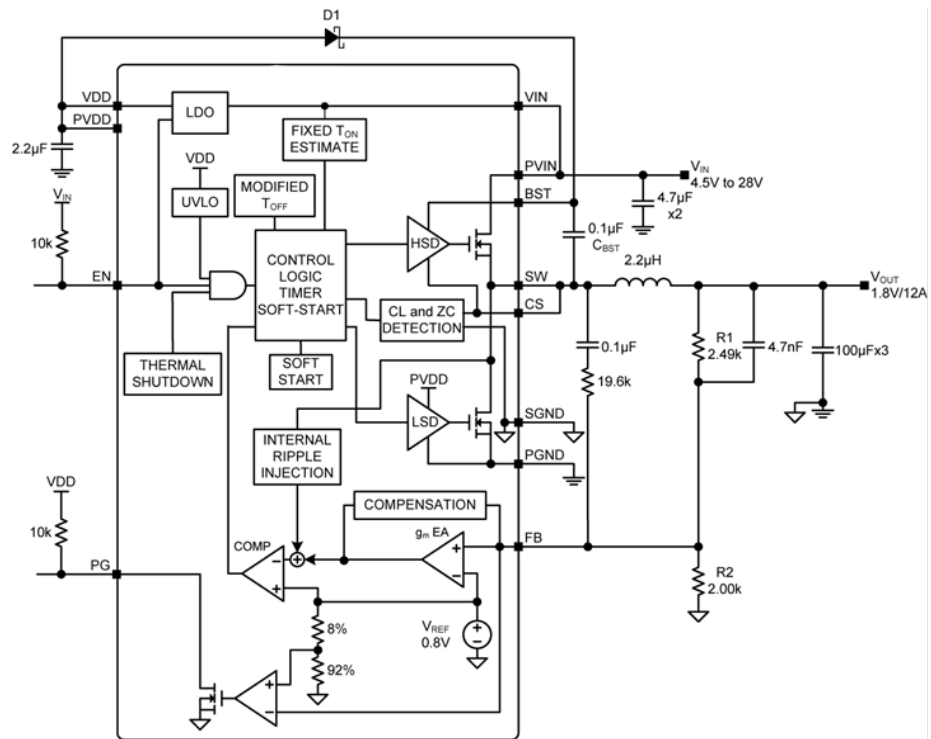 D1
VDD
LDO
VIN
PVDD
2.2µF
FIXED TON
ESTIMATE
VDD
PVIN
VIN
4.5V to 28V
VIN
UVLO
MODIFIED
TOFF
BST
4.7µF
x2
10k
HSD
0.1µF
CBST
2.2µH
CONTROL
LOGIC
TIMER
SOFT-START
EN
SW
VOUT
1.8V/12A
CL and ZC
DETECTION
CS
THERMAL
SHUTDOWN
SOFT
START
0.1µF
R1
2.49k
4.7nF
100µFx3
PVDD
19.6k
INTERNAL
RIPPLE
INJECTION
LSD
SGND
PGND
VDD
COMPENSATION
10k
COMP
gm EA
FB
PG
R2
2.00k
8%
VREF
0.8V
92%